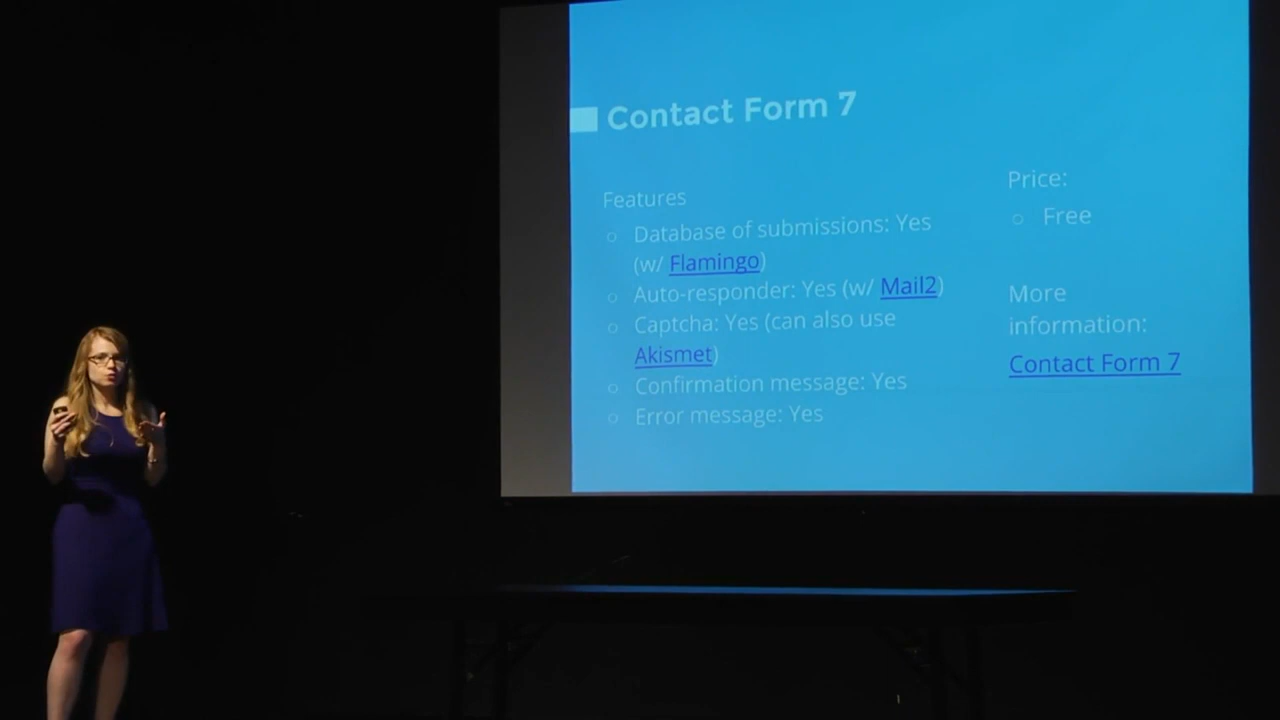 Contact Form 7
Features
Database of submissions: Yes
(w/ Flamingo)
Auto-responder: Yes (w/ Mail2)
Captcha: Yes (can also use
Akismet)
Confirmation message: Yes
Error message: Yes
Price:
Free
More
information:
Contact Form 7